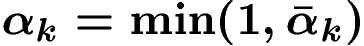 αₖ = min(1, ᾱₖ)